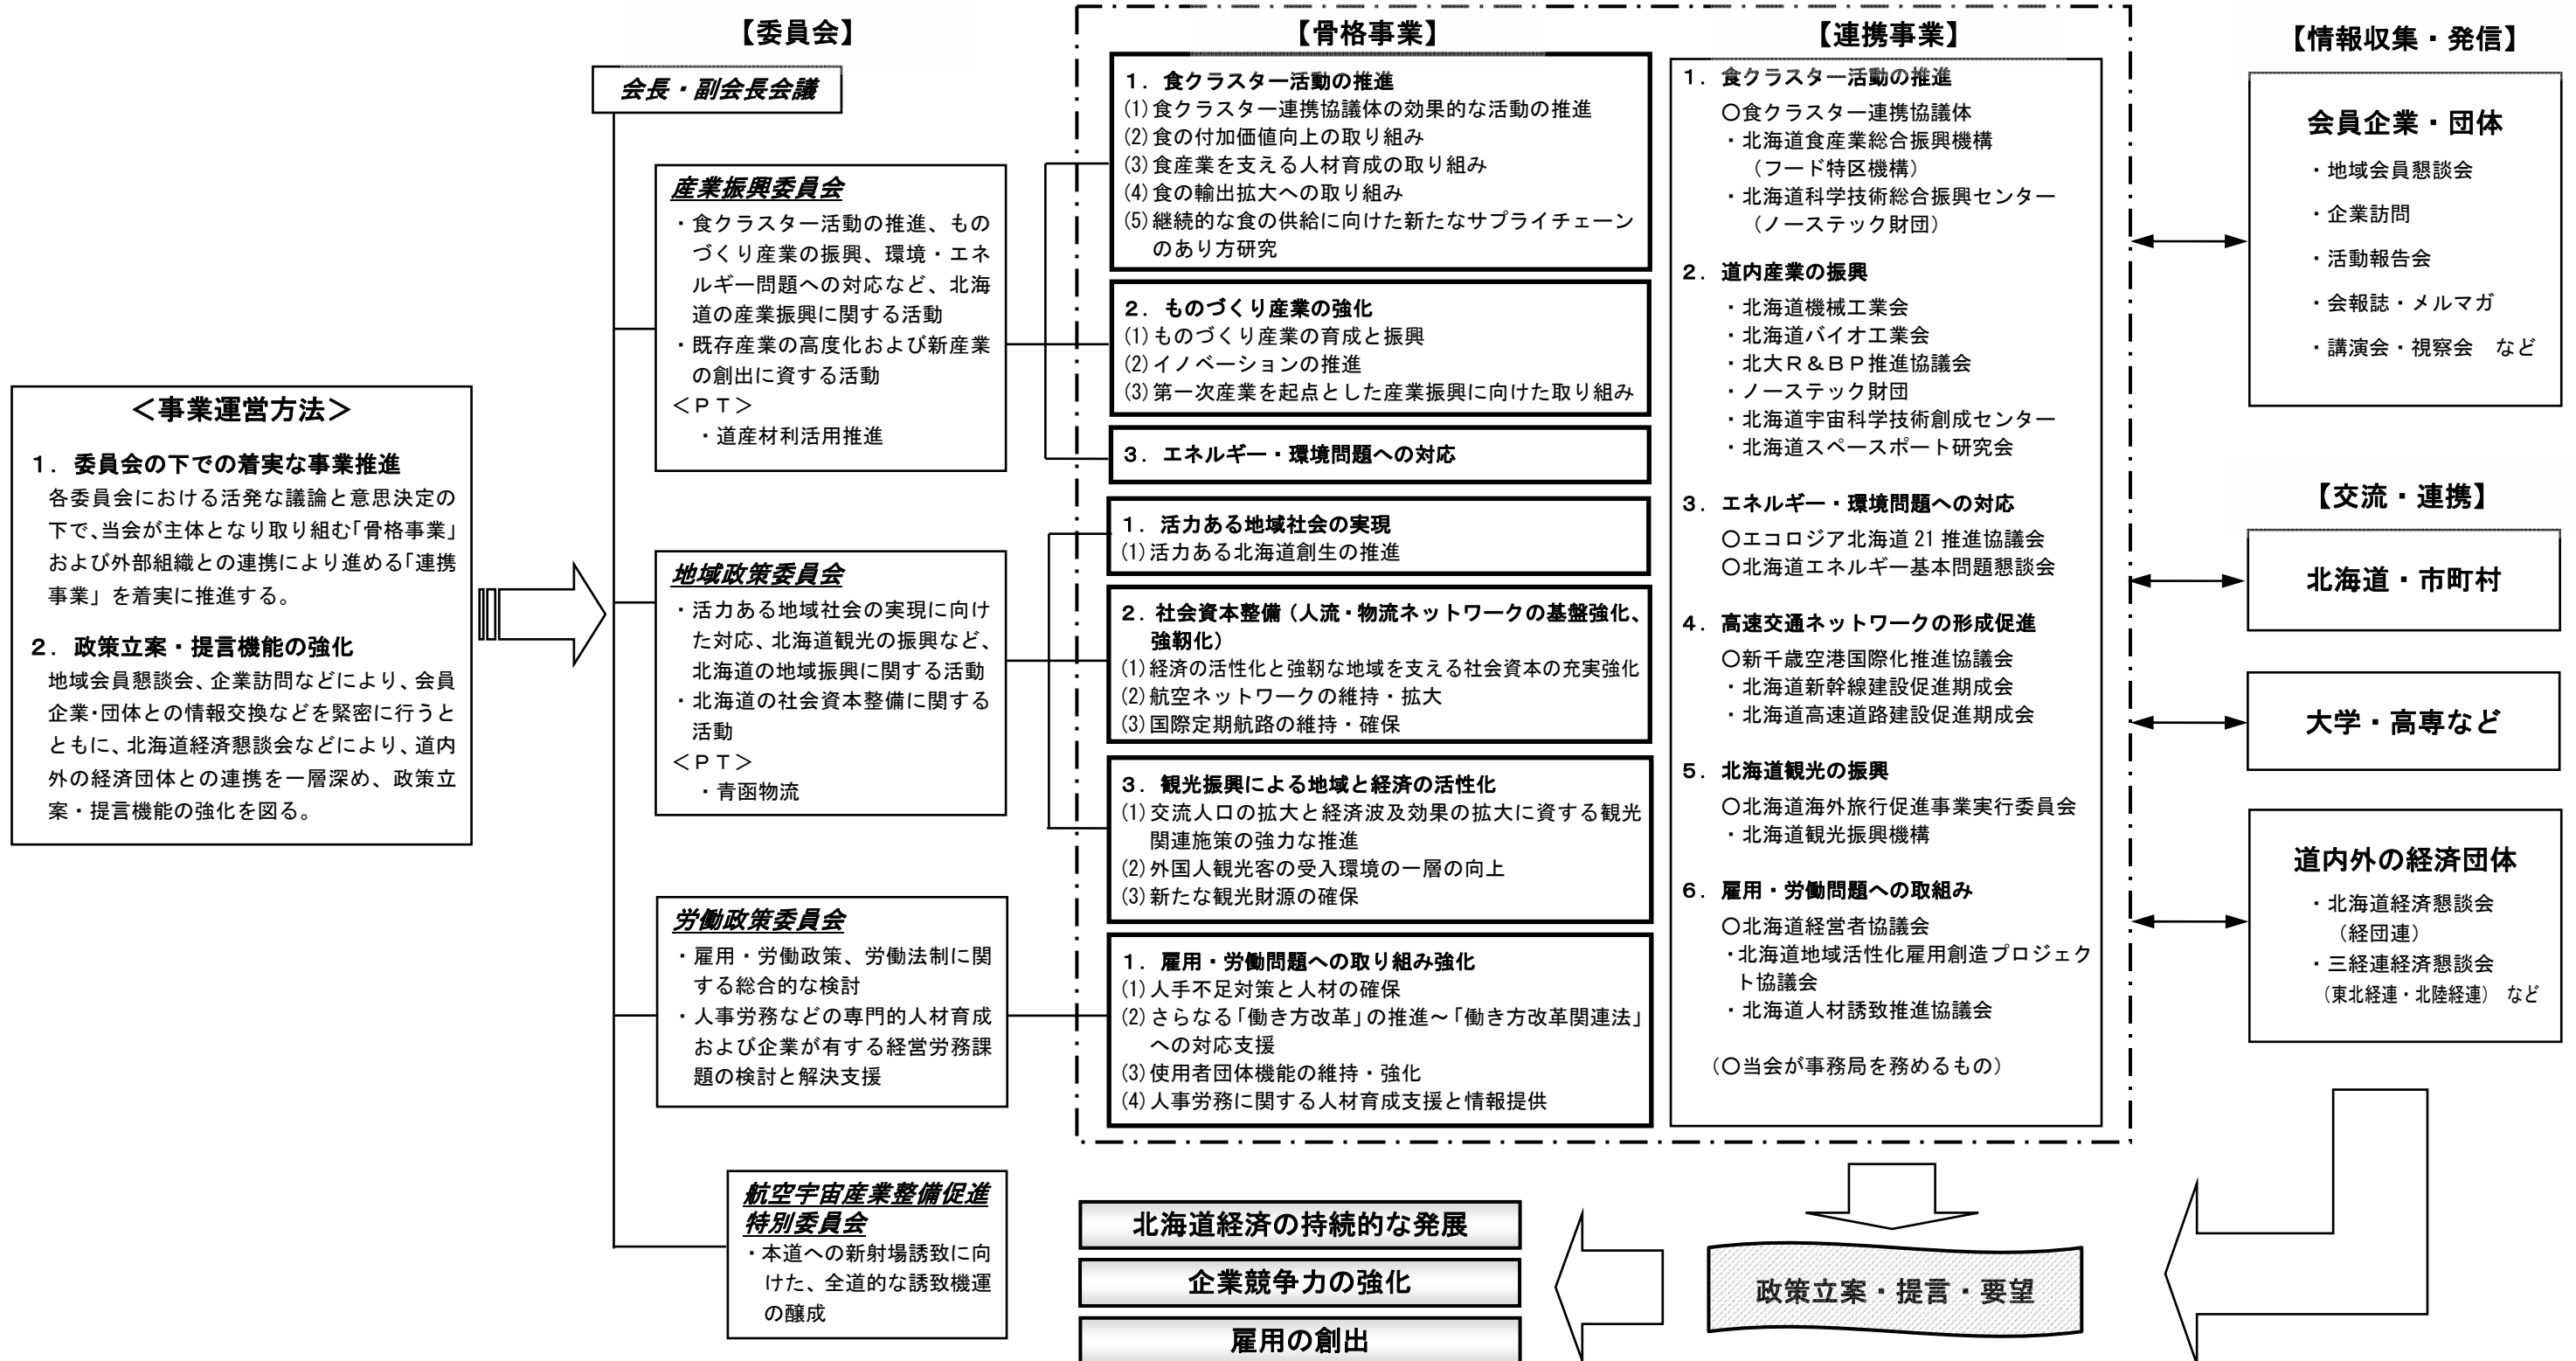 ＜事業運営方法＞
１．委員会の下での着実な事業推進
各委員会における活発な議論と意思決定の
下で、当会が主体となり取り組む「骨格事業」
および外部組織との連携により進める「連携
事業」を着実に推進する。
２．政策立案・提言機能の強化
地域会員懇談会、企業訪問などにより、会員
企業・団体との情報交換などを緊密に行うと
ともに、北海道経済懇談会などにより、道内
外の経済団体との連携を一層深め、政策立
案・提言機能の強化を図る。
【委員会】
会長・副会長会議
産業振興委員会
・食クラスター活動の推進、もの
づくり産業の振興、環境・エネ
ルギー問題への対応など、北海
道の産業振興に関する活動
・既存産業の高度化および新産業
の創出に資する活動
＜ＰＴ＞
・道産材利活用推進
地域政策委員会
・活力ある地域社会の実現に向け
た対応、北海道観光の振興など、
北海道の地域振興に関する活動
・北海道の社会資本整備に関する
活動
＜ＰＴ＞
・青函物流
労働政策委員会
・雇用・労働政策、労働法制に関
する総合的な検討
・人事労務などの専門的人材育成
および企業が有する経営労務課
題の検討と解決支援
航空宇宙産業整備促進
特別委員会
・本道への新射場誘致に向
けた、全道的な誘致機運
の醸成
【骨格事業】
１．食クラスター活動の推進
(1)食クラスター連携協議体の効果的な活動の推進
(2)食の付加価値向上の取り組み
(3)食産業を支える人材育成の取り組み
(4)食の輸出拡大への取り組み
(5)継続的な食の供給に向けた新たなサプライチェーン
のあり方研究
２．ものづくり産業の強化
(1)ものづくり産業の育成と振興
(2)イノベーションの推進
(3)第一次産業を起点とした産業振興に向けた取り組み
３．エネルギー・環境問題への対応
１．活力ある地域社会の実現
(1)活力ある北海道創生の推進
２．社会資本整備（人流・物流ネットワークの基盤強化、
強靭化）
(1)経済の活性化と強靭な地域を支える社会資本の充実強化
(2)航空ネットワークの維持・拡大
(3)国際定期航路の維持・確保
３．観光振興による地域と経済の活性化
(1)交流人口の拡大と経済波及効果の拡大に資する観光
関連施策の強力な推進
(2)外国人観光客の受入環境の一層の向上
(3)新たな観光財源の確保
１．雇用・労働問題への取り組み強化
(1)人手不足対策と人材の確保
(2)さらなる「働き方改革」の推進～「働き方改革関連法」
への対応支援
(3)使用者団体機能の維持・強化
(4)人事労務に関する人材育成支援と情報提供
【連携事業】
１．食クラスター活動の推進
○食クラスター連携協議体
・北海道食産業総合振興機構
（フード特区機構）
・北海道科学技術総合振興センター
（ノーステック財団）
２．道内産業の振興
・北海道機械工業会
・北海道バイオ工業会
・北大Ｒ＆ＢＰ推進協議会
・ノーステック財団
・北海道宇宙科学技術創成センター
・北海道スペースポート研究会
３．エネルギー・環境問題への対応
○エコロジア北海道21推進協議会
○北海道エネルギー基本問題懇談会
４．高速交通ネットワークの形成促進
○新千歳空港国際化推進協議会
・北海道新幹線建設促進期成会
・北海道高速道路建設促進期成会
５．北海道観光の振興
○北海道海外旅行促進事業実行委員会
・北海道観光振興機構
６．雇用・労働問題への取組み
○北海道経営者協議会
・北海道地域活性化雇用創造プロジェク
ト協議会
・北海道人材誘致推進協議会
（○当会が事務局を務めるもの）
【情報収集・発信】
会員企業・団体
・地域会員懇談会
・企業訪問
・活動報告会
・会報誌・メルマガ
・講演会・視察会　など
【交流・連携】
北海道・市町村
大学・高専など
道内外の経済団体
・北海道経済懇談会
（経団連）
・三経連経済懇談会
（東北経連・北陸経連）　など
政策立案・提言・要望
北海道経済の持続的な発展
企業競争力の強化
雇用の創出